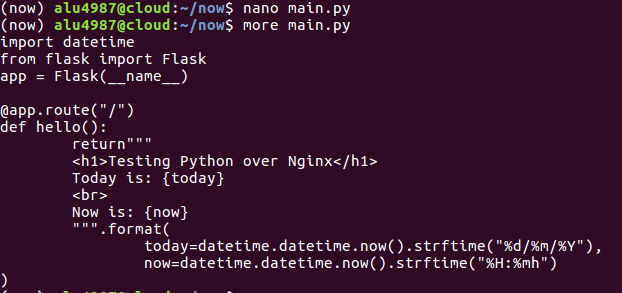 (now) alu4987@cloud:~/now$ nano main.py
(now) alu4987@cloud:~/now$ more main.py
import datetime
from flask import Flask
app = Flask(__name__)

@app.route("/")
def hello():
        return"""
        <h1>Testing Python over Nginx</h1>
        Today is: {today}
        <br>
        Now is: {now}
        """.format(
                today=datetime.datetime.now().strftime("%d/%m/%Y"),
                now=datetime.datetime.now().strftime("%H:%mh")
)